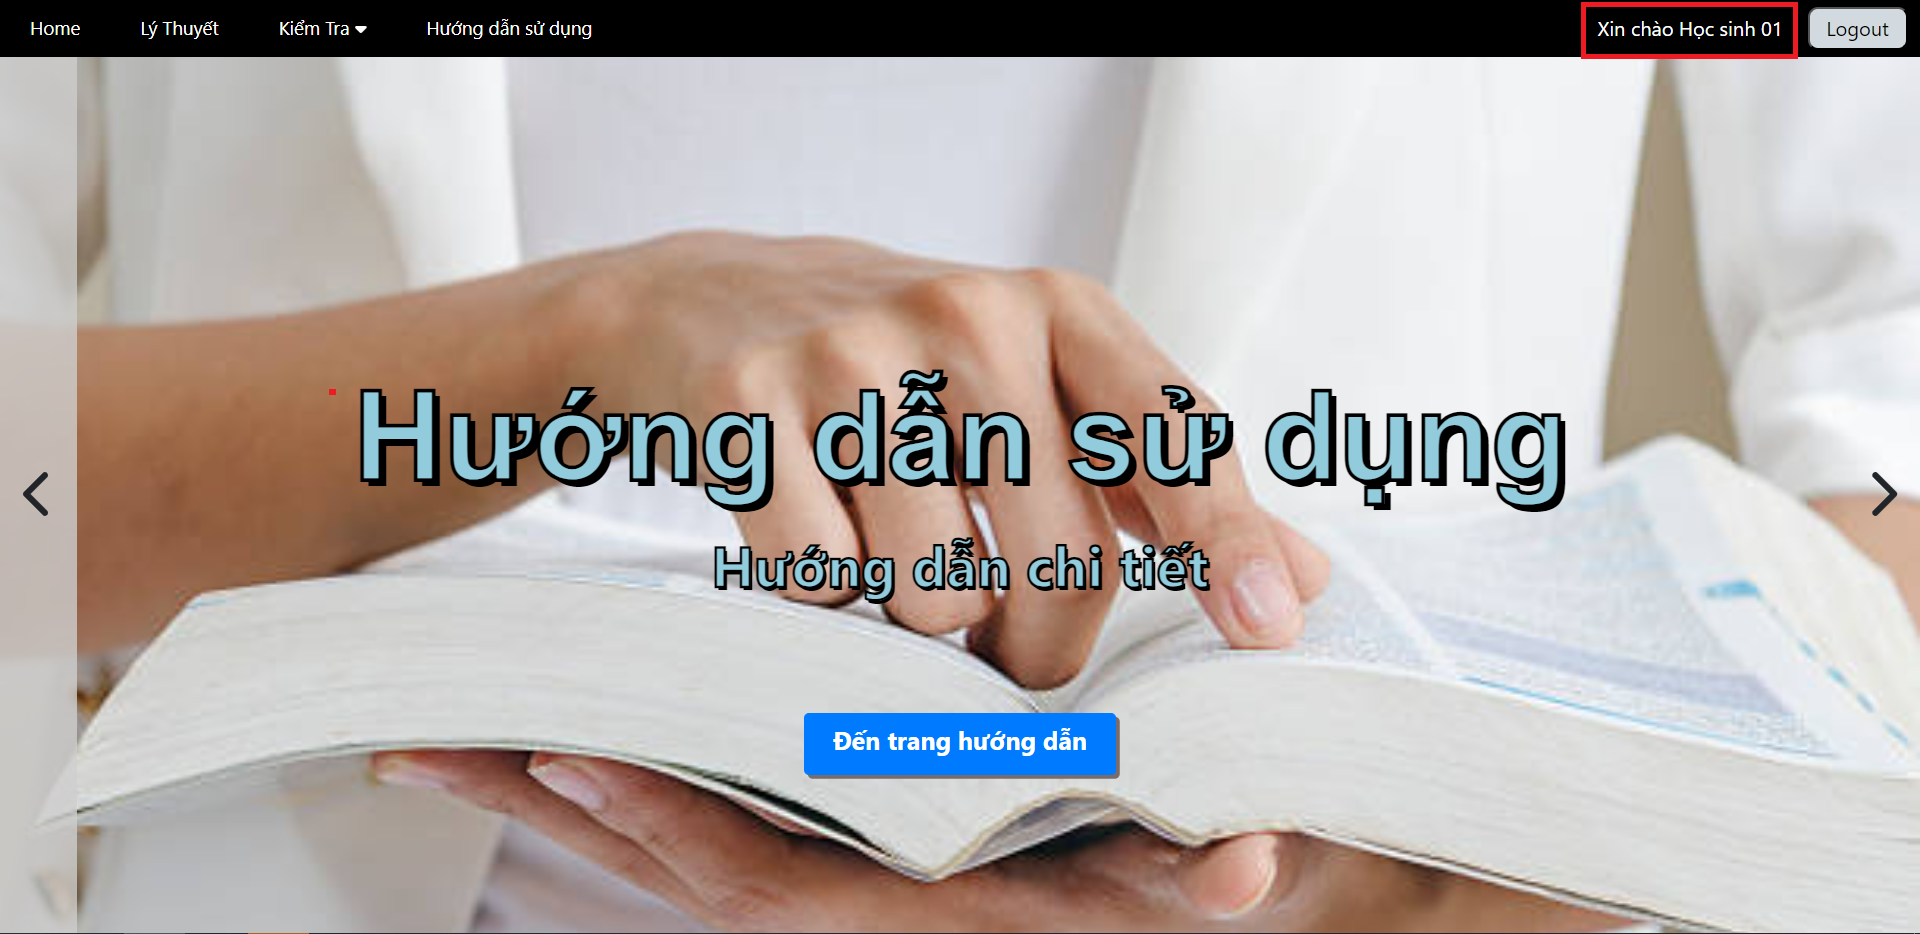 Home Lý Thuyết Kiểm Tra Hướng dẫn sử dụng Xin chào Học sinh 01 Logout
Hướng dẫn sử dụng
Hướng dẫn chi tiết
Đến trang hướng dẫn